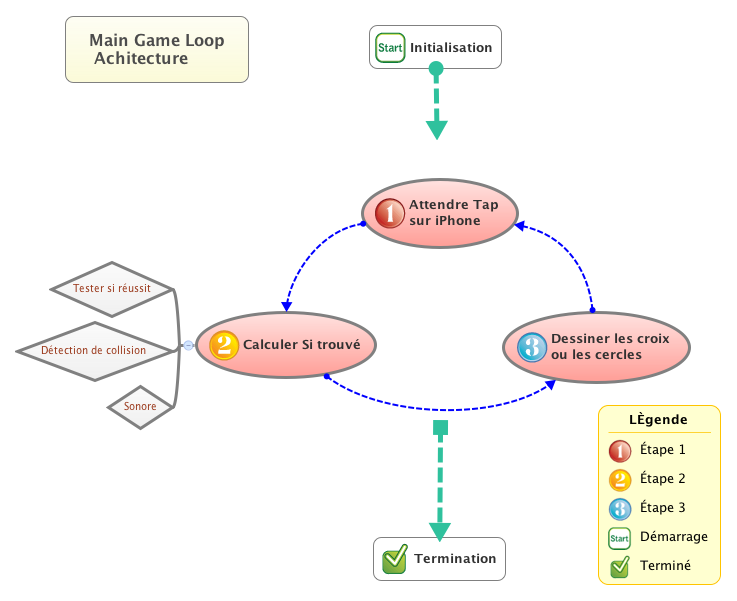 Main Game Loop
Achitecture
Start Initialisation
1 Attendre Tap
sur iPhone
Tester si réussit
Détection de collision
Sonore
2 Calculer Si trouvé
3 Dessiner les croix
ou les cercles
LÈgende
1 Étape 1
2 Étape 2
3 Étape 3
Start Démarrage
Terminé
Termination